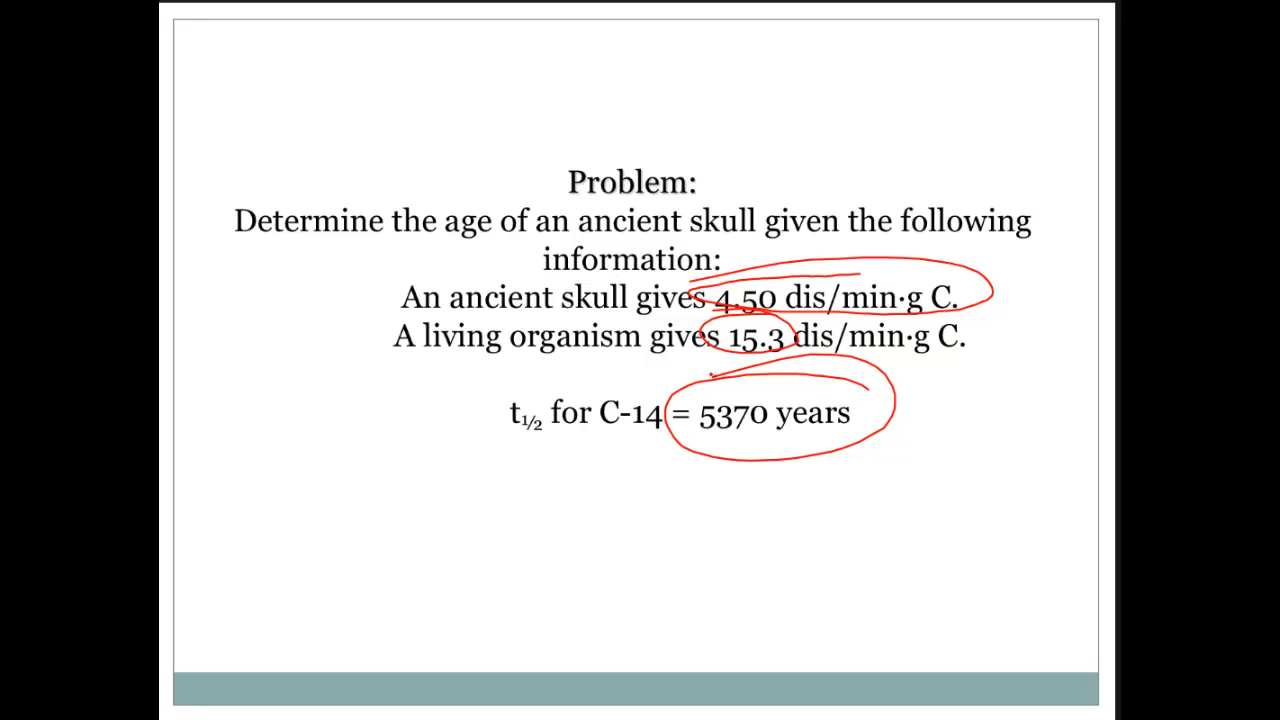 Problem:
Determine the age of an ancient skull given the following
information:
An ancient skull gives 4.50 dis/min·g C.
A living organism gives 15.3 dis/min·g C.
t₁/₂ for C-14 = 5370 years